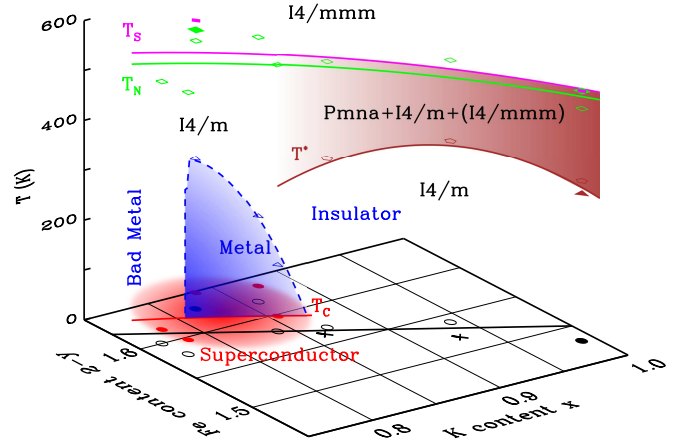 I4/mmm
600
T_S
T_N
400
I4/m
Pmna+I4/m+(I4/mmm)
T*
I4/m
T (K)
200
Bad Metal
Metal
Insulator
0
T_C
Superconductor
x
x
1.6
1.5
Fe content 2-y
0.8
0.9
1.0
K content x